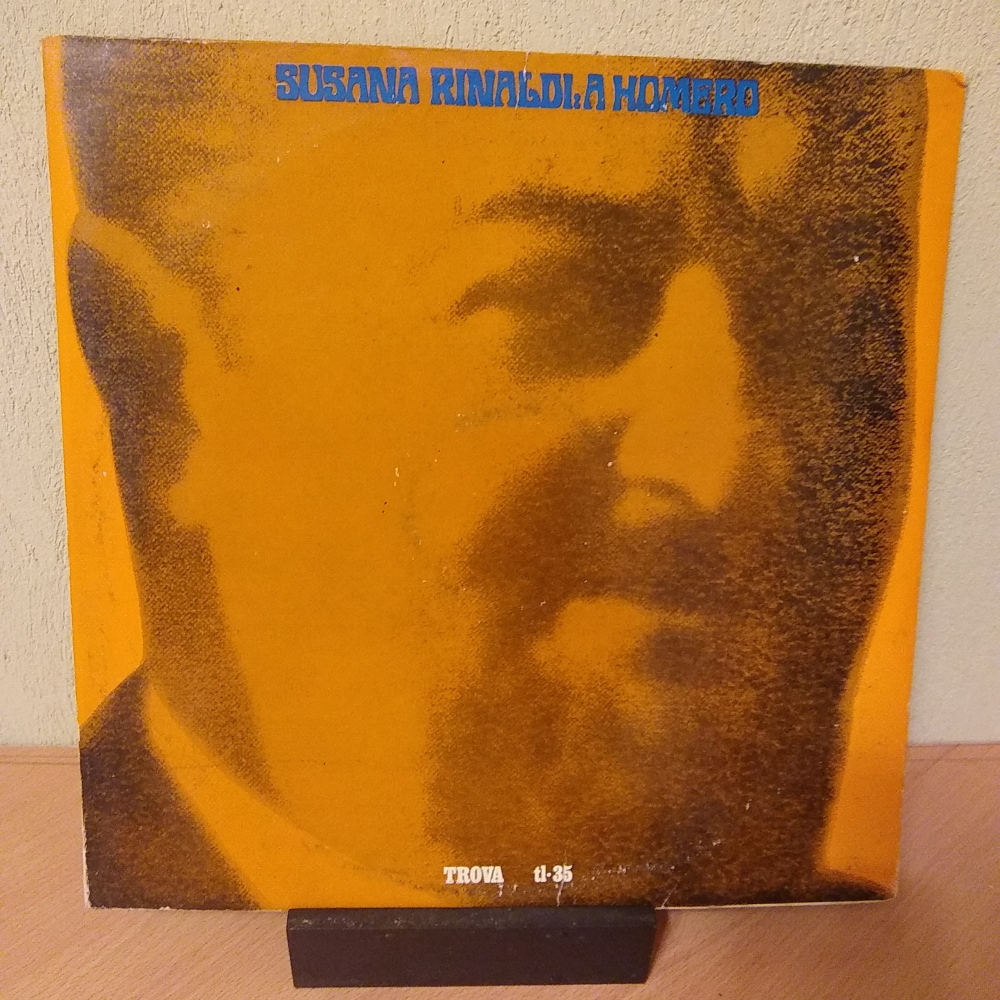 SUSANA RINALDI: A HOMERO
TROVA tl-35